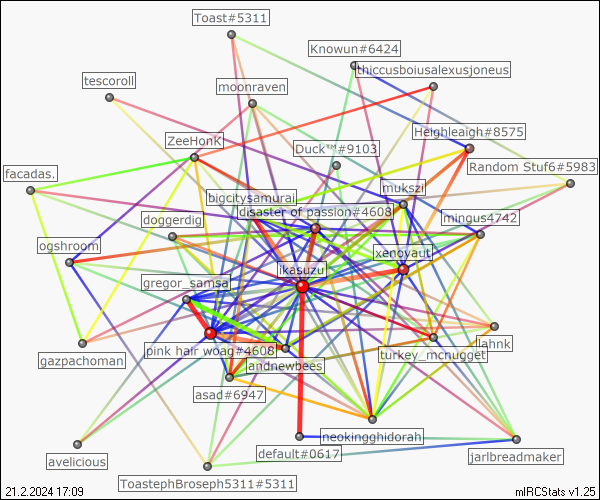 Toast#5311
Knowun#6424
thiccusboiusalexusjoneus
tescoroll
moonraven
Heighleigh#8575
ZeeHonK
Duck™#9103
Random Stuf6#5983
facadas.
mukszi
bigcitysamurai
disaster of passion#4608
mingus4742
doggerdig
ogshroom
xenoyaut
ikasuzu
gregor_samsa
pink hair woag#4608
turkey_mcnugget
lahnk
gazpachoman
andnewbees
asad#6947
neokingghidorah
default#0617
jarlbreadmaker
avelicious
ToastephBroseph5311#5311
21.2.2024 17:09
mIRCStats v1.25